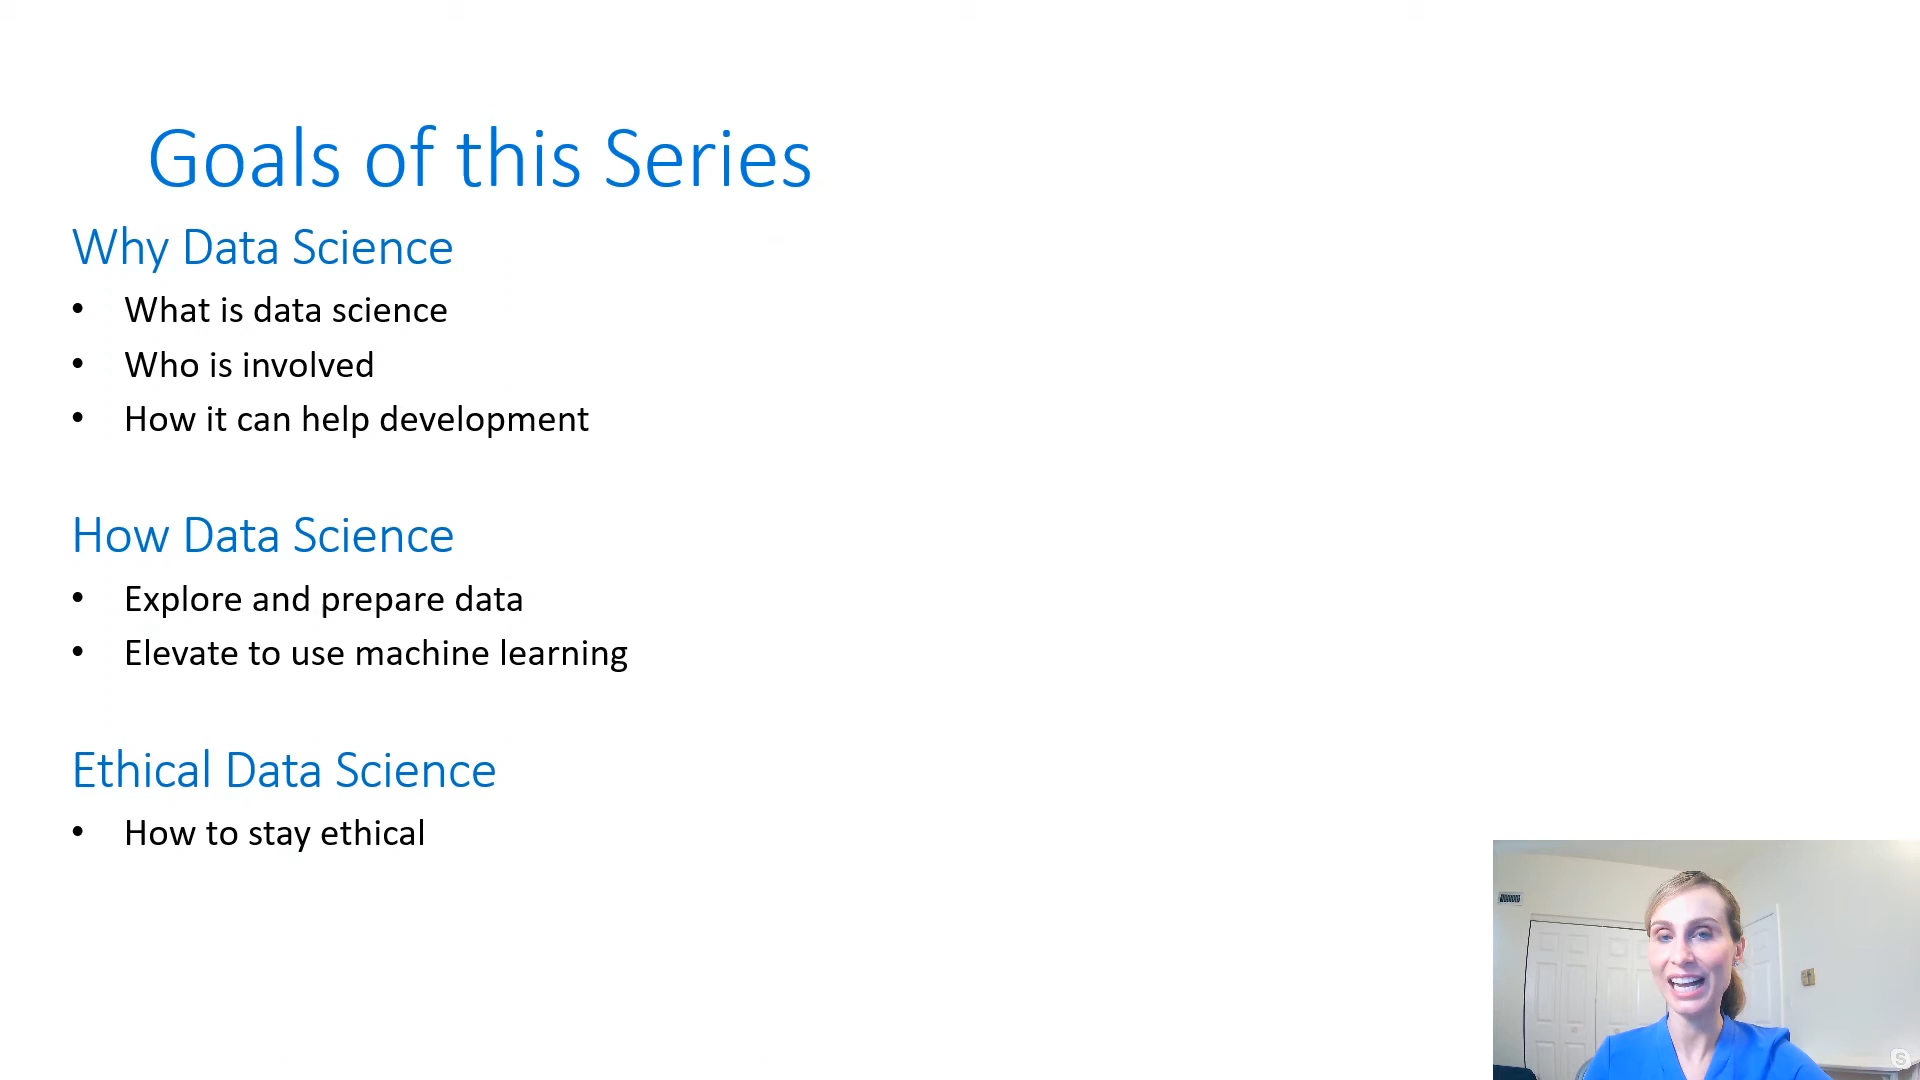 Goals of this Series
Why Data Science
• What is data science
• Who is involved
• How it can help development
How Data Science
• Explore and prepare data
• Elevate to use machine learning
Ethical Data Science
• How to stay ethical
S